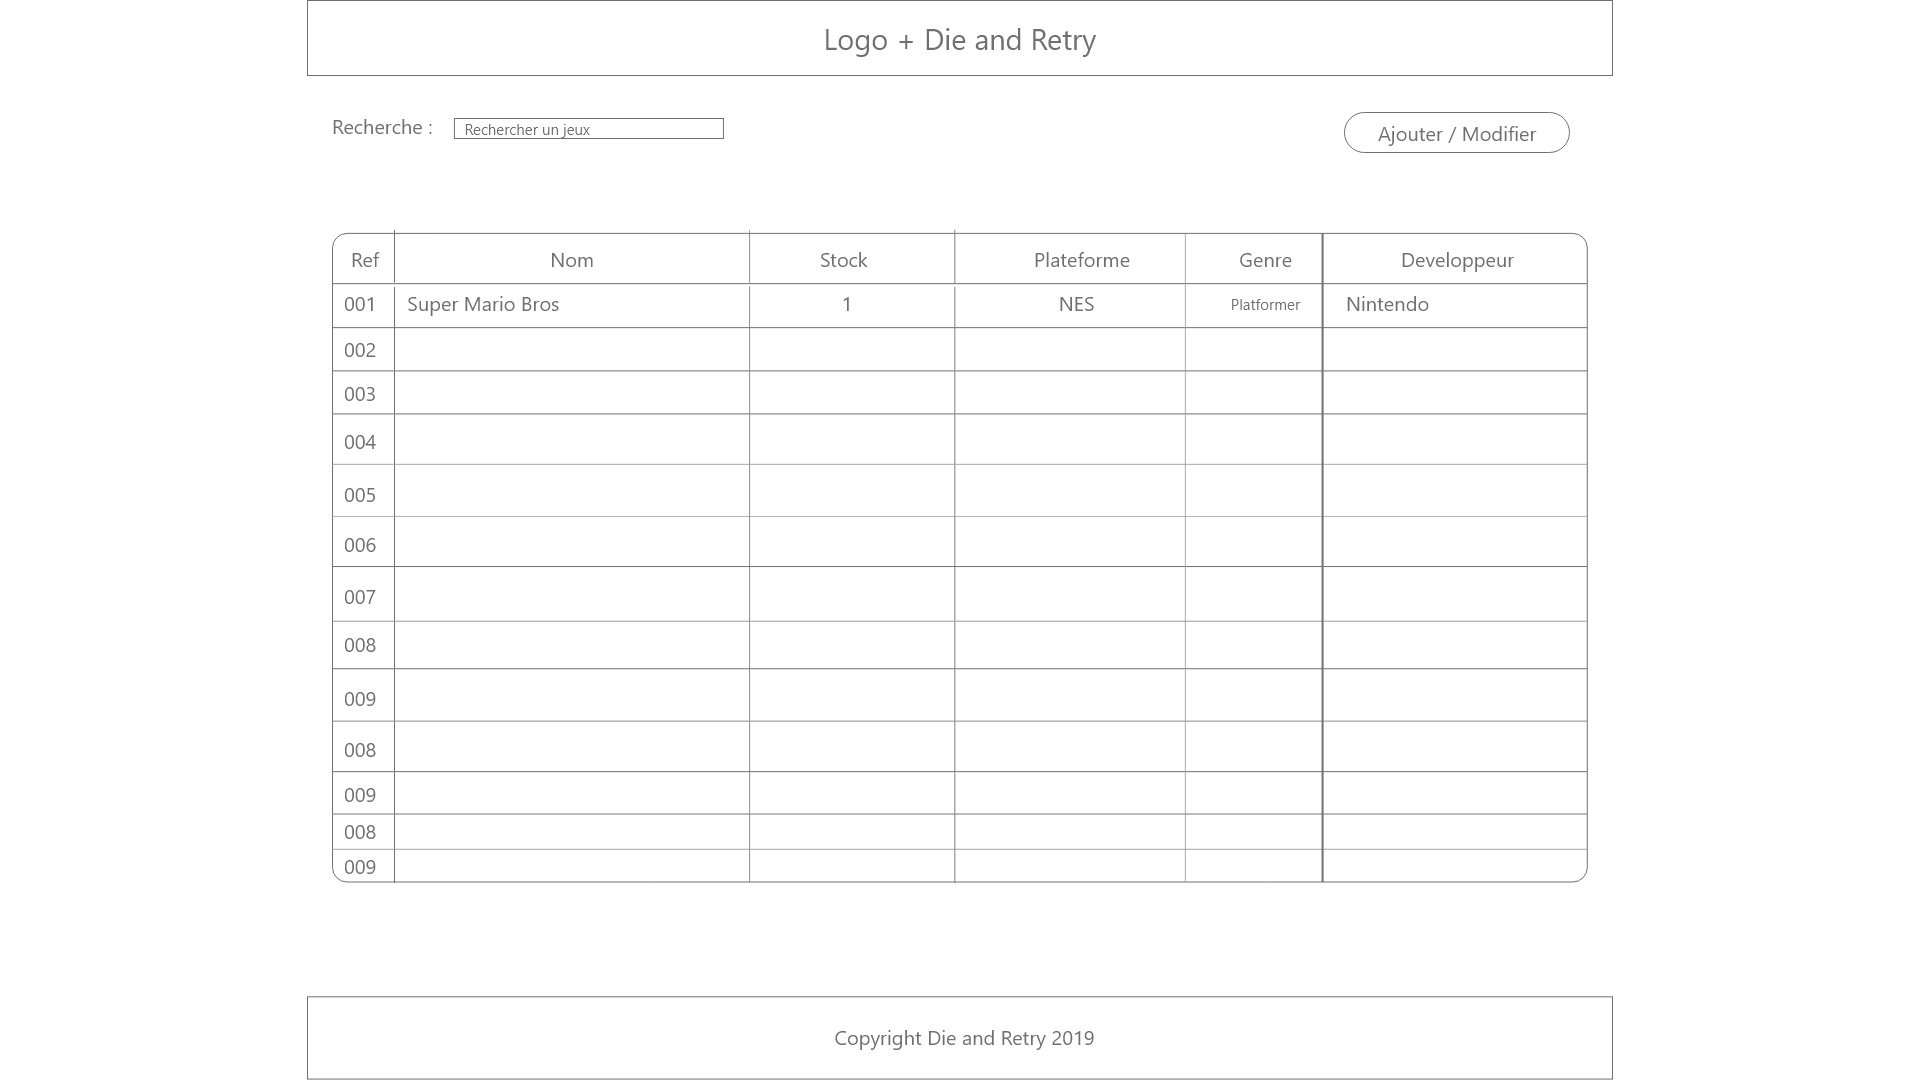 Logo + Die and Retry
Recherche : Rechercher un jeux Ajouter / Modifier
Ref Nom Stock Plateforme Genre Developpeur
001 Super Mario Bros 1 NES Platformer Nintendo
002
003
004
005
006
007
008
009
008
009
008
009
Copyright Die and Retry 2019